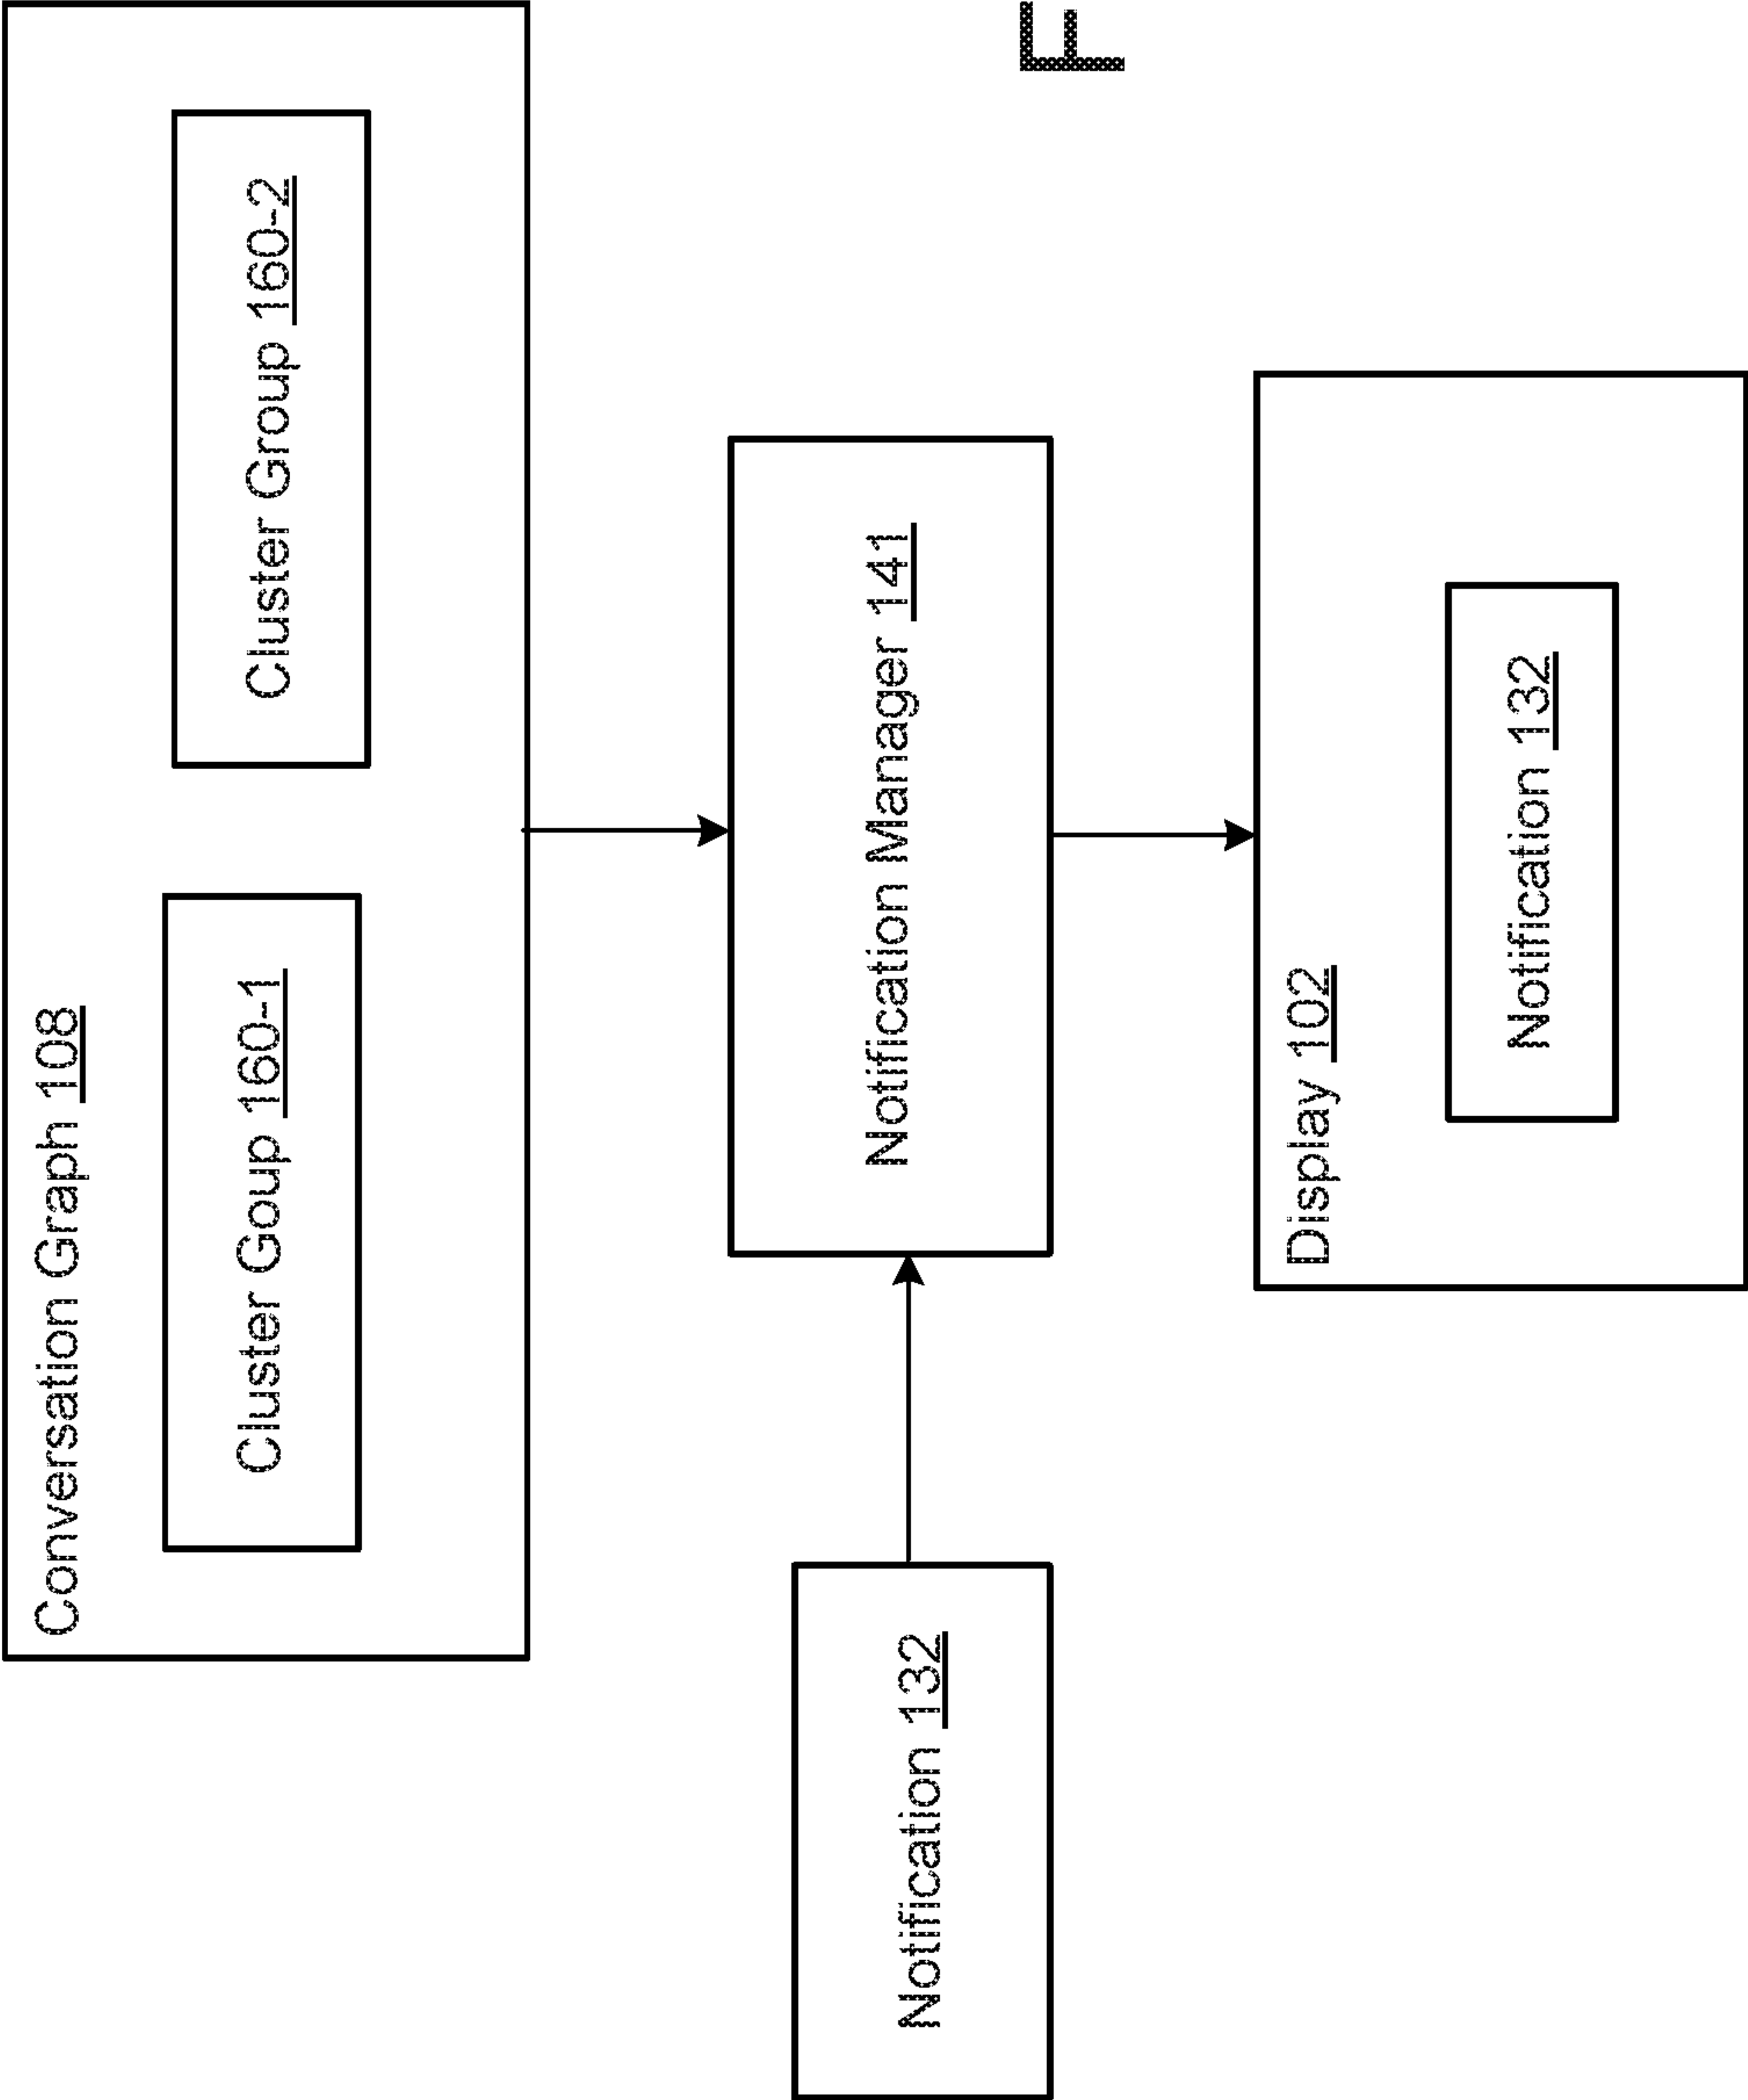 Conversation Graph 108
Cluster Goup 160-1
Cluster Group 160-2
Notification 132
Notification Manager 141
Display 102
Notification 132
F